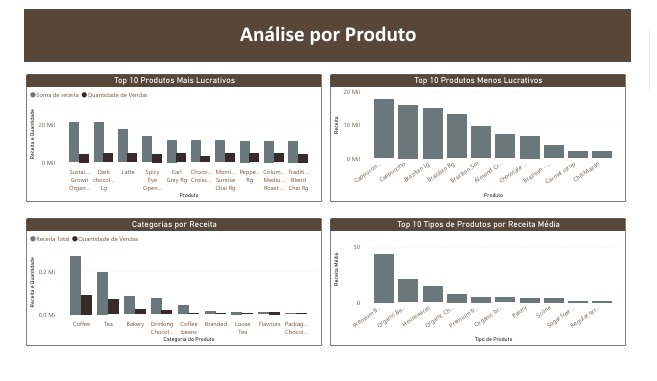 Análise por Produto
Top 10 Produtos Mais Lucrativos
Soma de receita Quantidade de Vendas
Receita e Quantidade
20 Mil
0 Mil
Sustai... Grown Organ...
Dark chocol... Lg
Latte
Spicy Eye Open...
Earl Grey Rg
Choco... Cross...
Morni... Sunrise Chai Rg
Peppe... Rg
Colum... Mediu... Roast ...
Traditi... Blend Chai Rg
Produto
Top 10 Produtos Menos Lucrativos
Receita
20 Mil
10 Mil
0 Mil
Cappuccin...
Cappuccino
Brazilian Lg
Brazilian Rg
Brazilian Sm
Almond Cr...
Chocolate ...
Brazilian - ...
Carmel syrup
Chili Mayan
Produto
Categorias por Receita
Receita Total Quantidade de Vendas
Receita e Quantidade
0,2 Mi
0,0 Mi
Coffee
Tea
Bakery
Drinking Chocol...
Coffee beans
Branded
Loose Tea
Flavours
Packag... Chocol...
Categoria do Produto
Top 10 Tipos de Produtos por Receita Média
Receita Média
50
0
Premium B...
Organic Be...
Housewares
Organic Ch...
Premium b...
Organic br...
Pastry
Scone
Sugar free ...
Regular syr...
Tipo de Produto